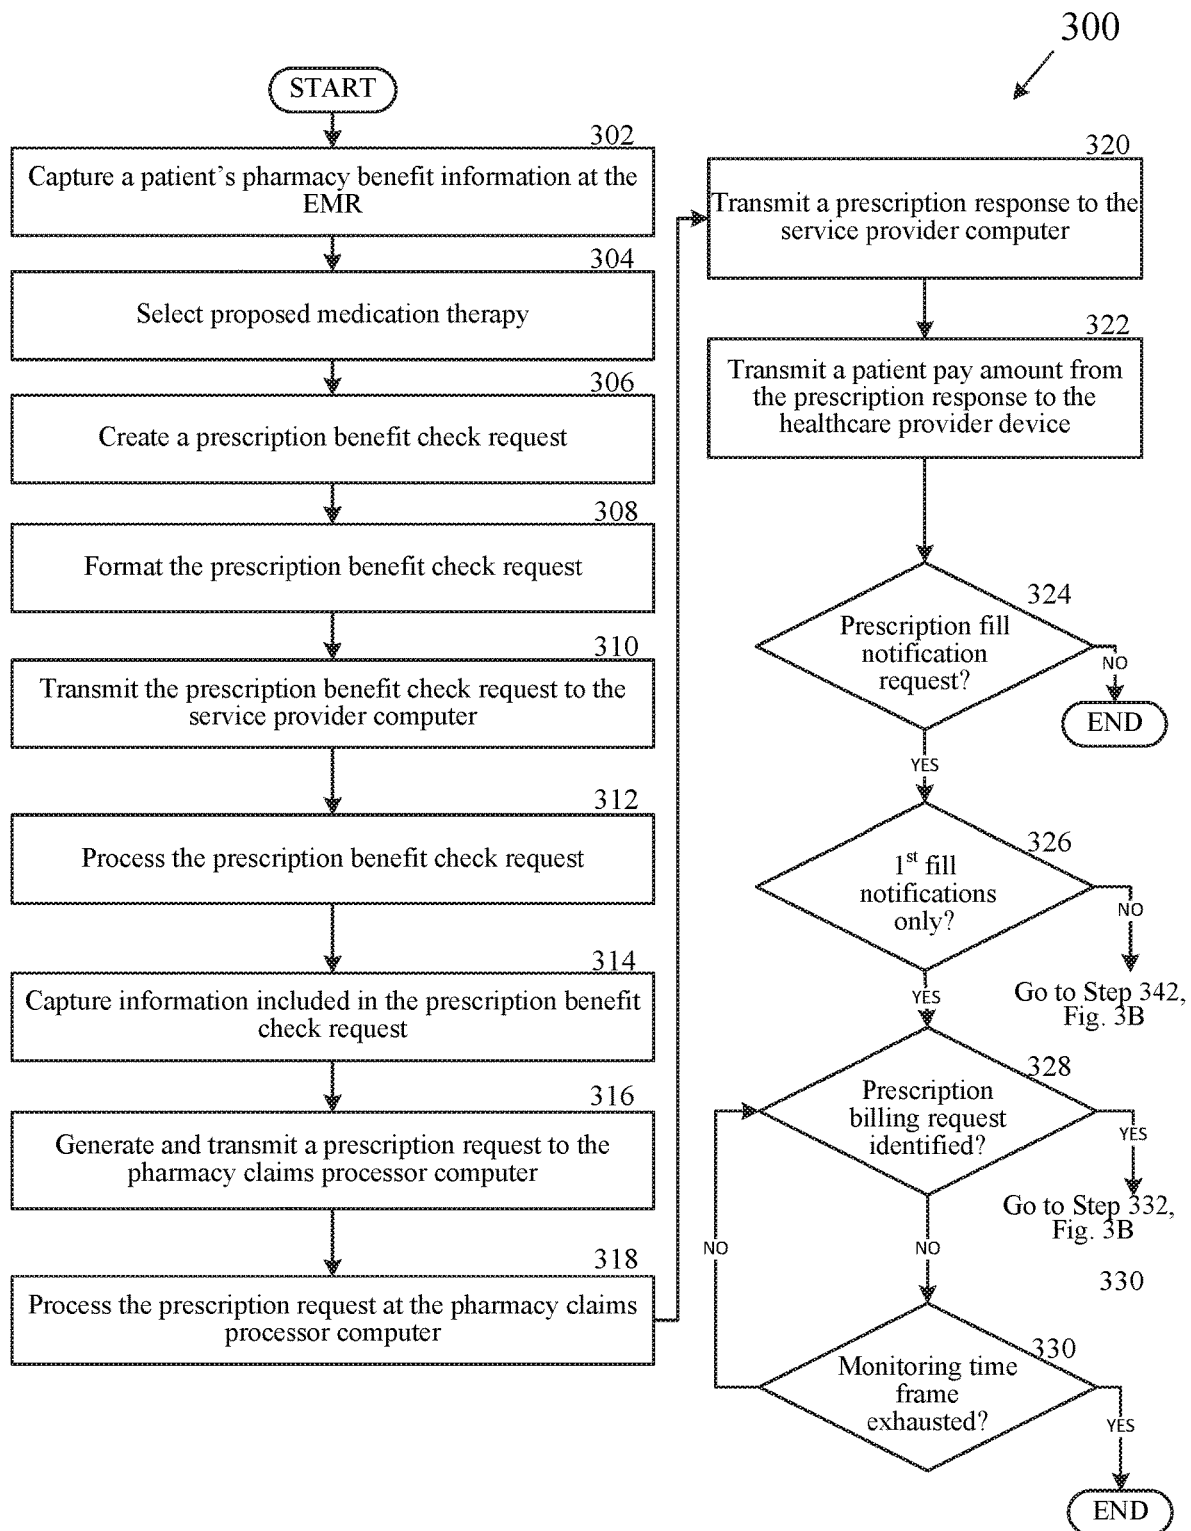 300
START
302
Capture a patient's pharmacy benefit information at the
EMR
304
Select proposed medication therapy
306
Create a prescription benefit check request
308
Format the prescription benefit check request
310
Transmit the prescription benefit check request to the
service provider computer
312
Process the prescription benefit check request
314
Capture information included in the prescription benefit
check request
316
Generate and transmit a prescription request to the
pharmacy claims processor computer
318
Process the prescription request at the pharmacy claims
processor computer
320
Transmit a prescription response to the
service provider computer
322
Transmit a patient pay amount from
the prescription response to the
healthcare provider device
324
Prescription fill
notification
request?
NO
END
YES
326
1st fill
notifications
only?
NO
Go to Step 342,
Fig. 3B
YES
328
Prescription
billing request
identified?
YES
Go to Step 332,
Fig. 3B
NO
NO
330
330
Monitoring time
frame
exhausted?
YES
END